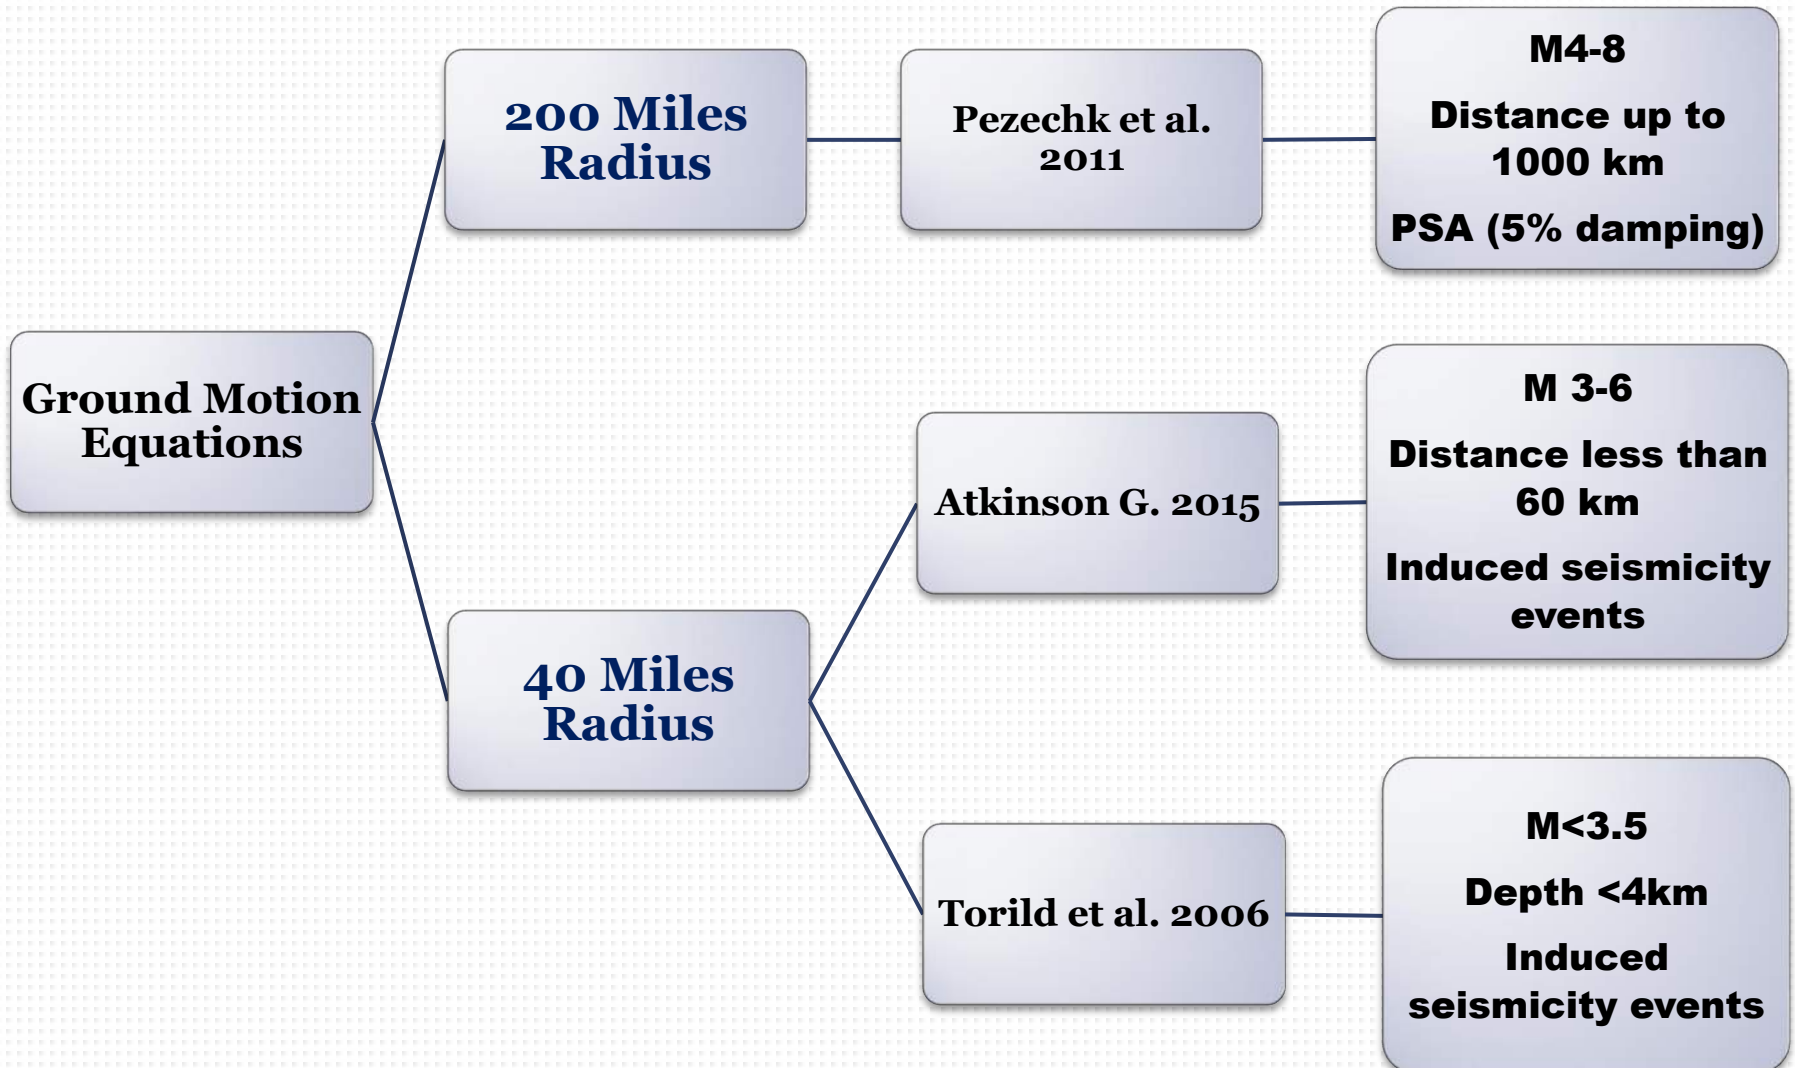 Ground Motion
Equations
200 Miles
Radius
Pezechk et al.
2011
M4-8
Distance up to
1000 km
PSA (5% damping)
40 Miles
Radius
Atkinson G. 2015
M 3-6
Distance less than
60 km
Induced seismicity
events
Torild et al. 2006
M<3.5
Depth <4km
Induced
seismicity events